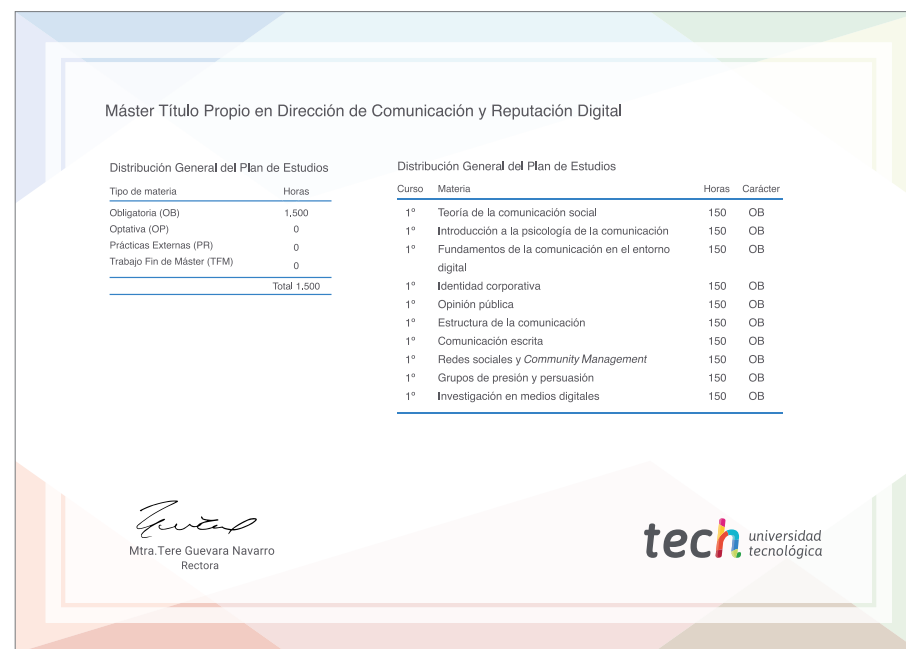 Máster Título Propio en Dirección de Comunicación y Reputación Digital
Distribución General del Plan de Estudios
Tipo de materia Horas
Obligatoria (OB) 1,500
Optativa (OP) 0
Prácticas Externas (PR) 0
Trabajo Fin de Máster (TFM) 0
Total 1.500
Distribución General del Plan de Estudios
Curso Materia Horas Carácter
1º Teoría de la comunicación social 150 OB
1º Introducción a la psicología de la comunicación 150 OB
1º Fundamentos de la comunicación en el entorno 150 OB
digital
1º Identidad corporativa 150 OB
1º Opinión pública 150 OB
1º Estructura de la comunicación 150 OB
1º Comunicación escrita 150 OB
1º Redes sociales y Community Management 150 OB
1º Grupos de presión y persuasión 150 OB
1º Investigación en medios digitales 150 OB
Mtra.Tere Guevara Navarro
Rectora
tech universidad
tecnológica